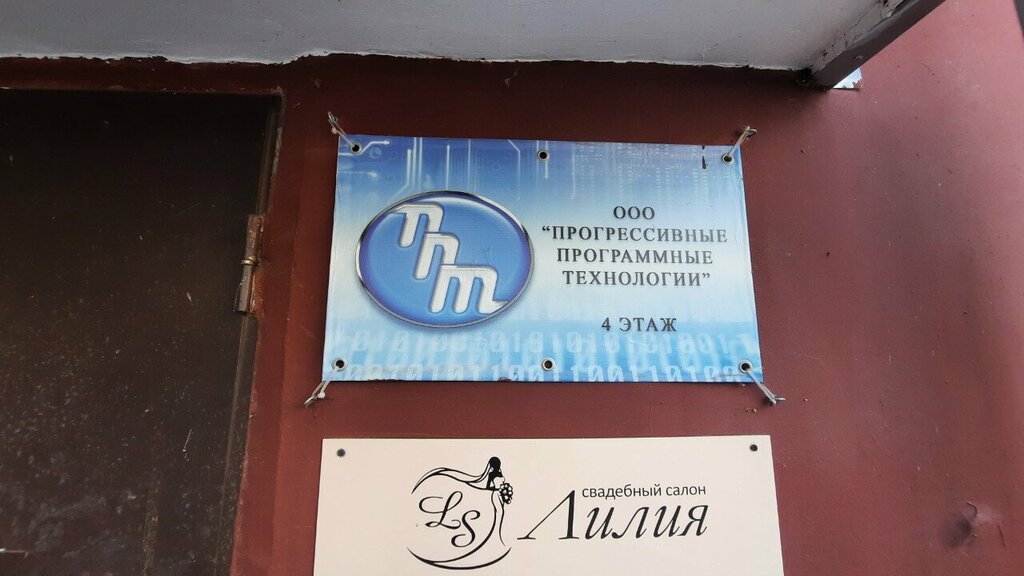 ппт
ООО
“ПРОГРЕССИВНЫЕ
ПРОГРАММНЫЕ
ТЕХНОЛОГИИ”
4 ЭТАЖ
LS
свадебный салон
Лилия